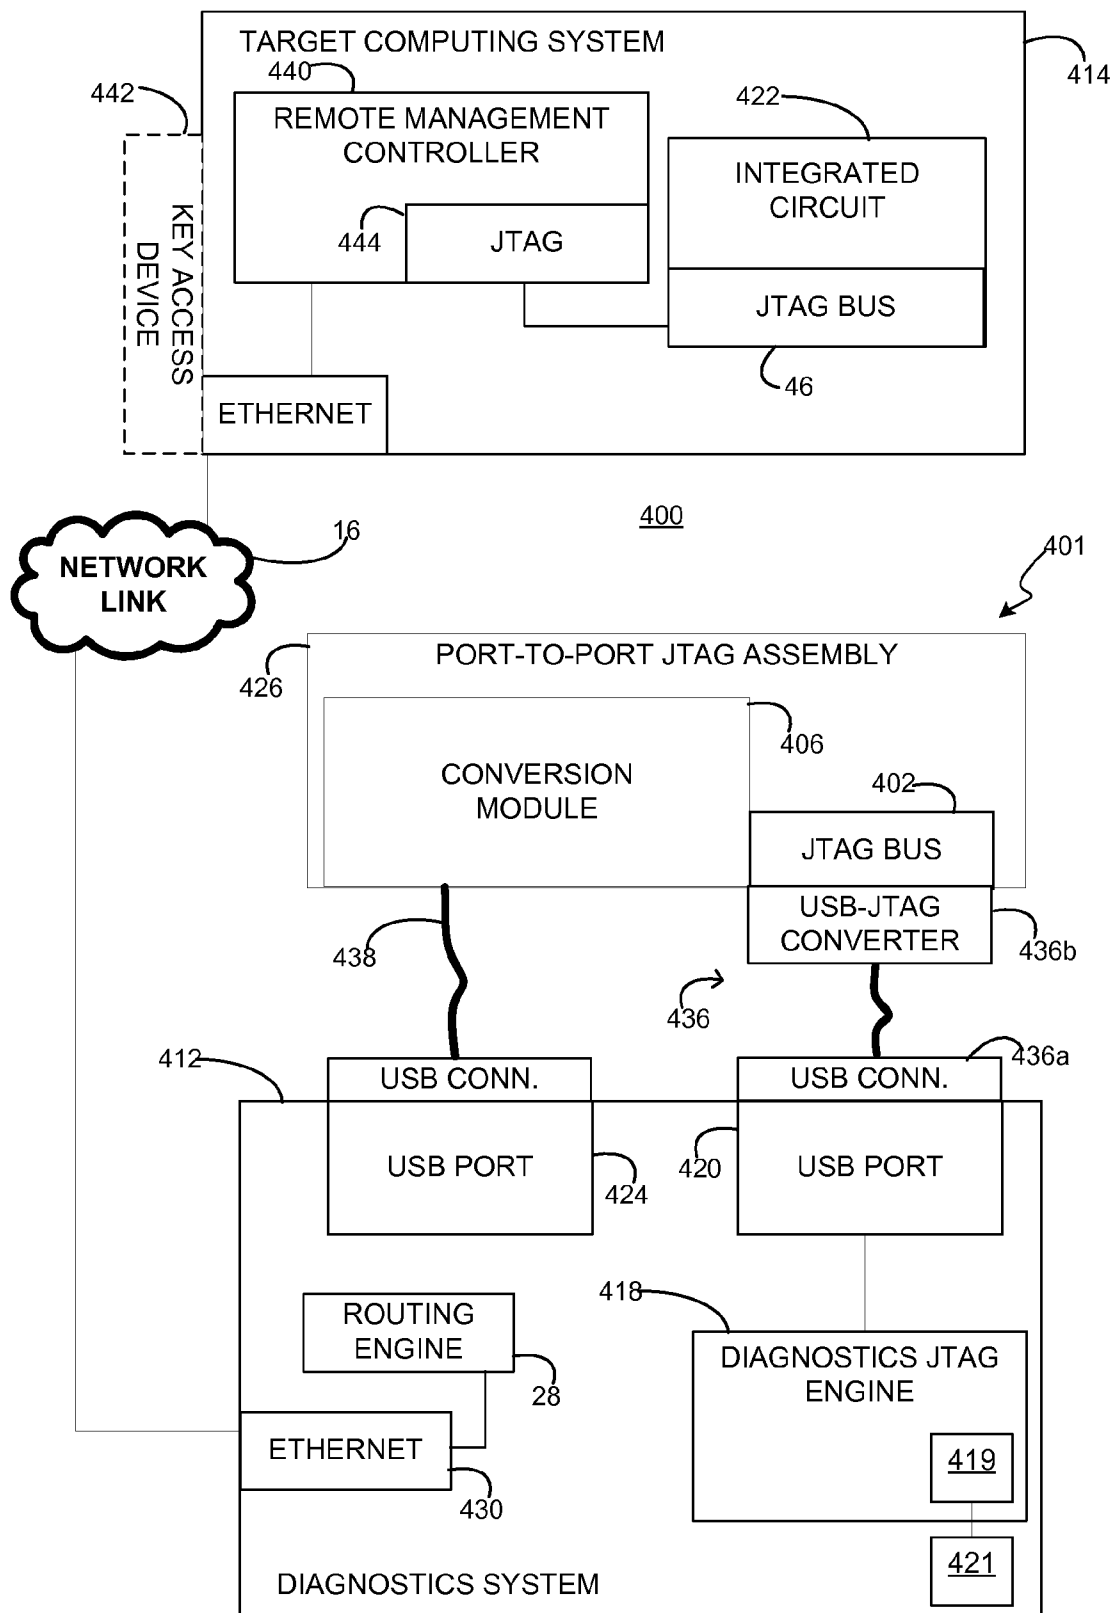 TARGET COMPUTING SYSTEM
414
440
442
422
REMOTE MANAGEMENT
CONTROLLER
INTEGRATED
CIRCUIT
KEY ACCESS
DEVICE
444
JTAG
JTAG BUS
46
ETHERNET
400
16
401
NETWORK
LINK
PORT-TO-PORT JTAG ASSEMBLY
426
406
CONVERSION
MODULE
402
JTAG BUS
USB-JTAG
CONVERTER
436b
438
436
412
436a
USB CONN.
USB CONN.
USB PORT
424
420
USB PORT
418
ROUTING
ENGINE
28
DIAGNOSTICS JTAG
ENGINE
ETHERNET
430
419
421
DIAGNOSTICS SYSTEM